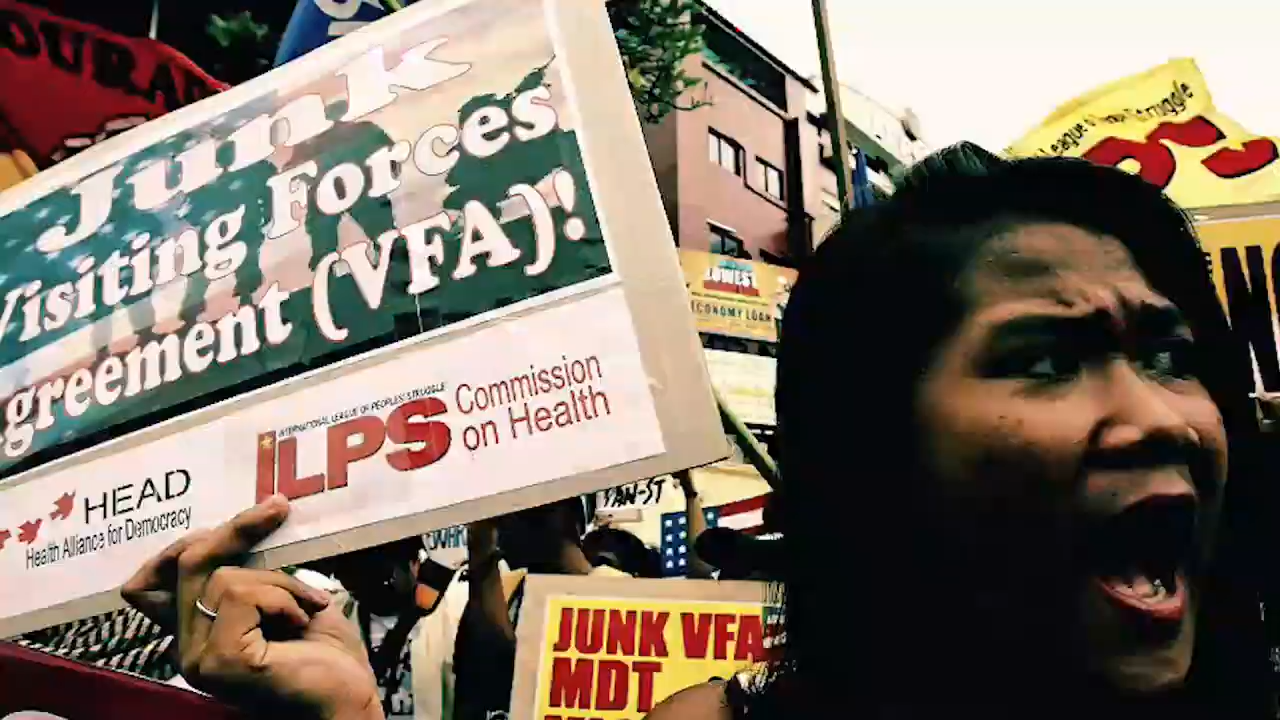 Junk
Visiting Forces
greement (VFA)!
HEAD
Health Alliance for Democracy
INTERNATIONAL LEAGUE OF PEOPLES' STRUGGLE
ILPS
Commission
on Health
LOWEST
ECONOMY LOAN
League
Struggle
JUNK VFA
MDT